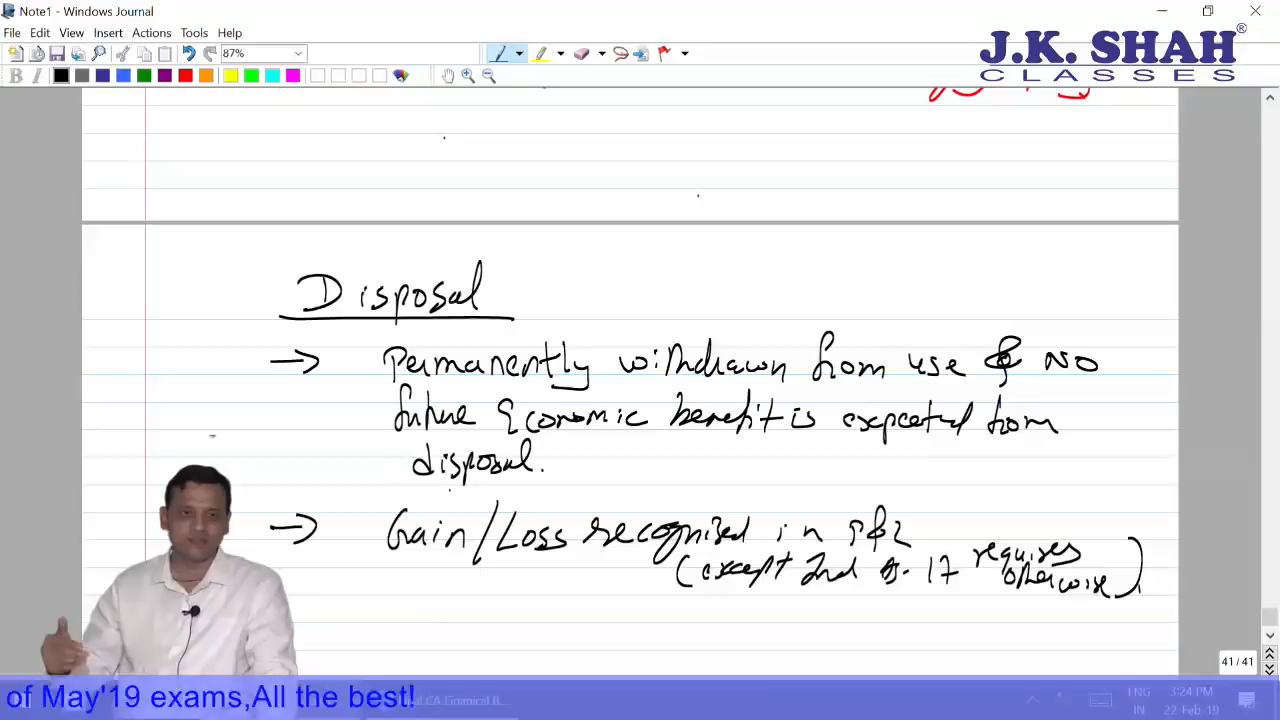 Note1 - Windows Journal
File Edit View Insert Actions Tools Help
87%
B I
J.K. SHAH ®
CLASSES
Disposal
→ Permanently withdrawn from use & No
future Economic benefit is expected from
disposal.
→ Gain/Loss recognised in P&L
(except Ind AS 17 requires
otherwise)
41 / 41
of May'19 exams,All the best!
ENG
IN
3:24 PM
22 Feb 19